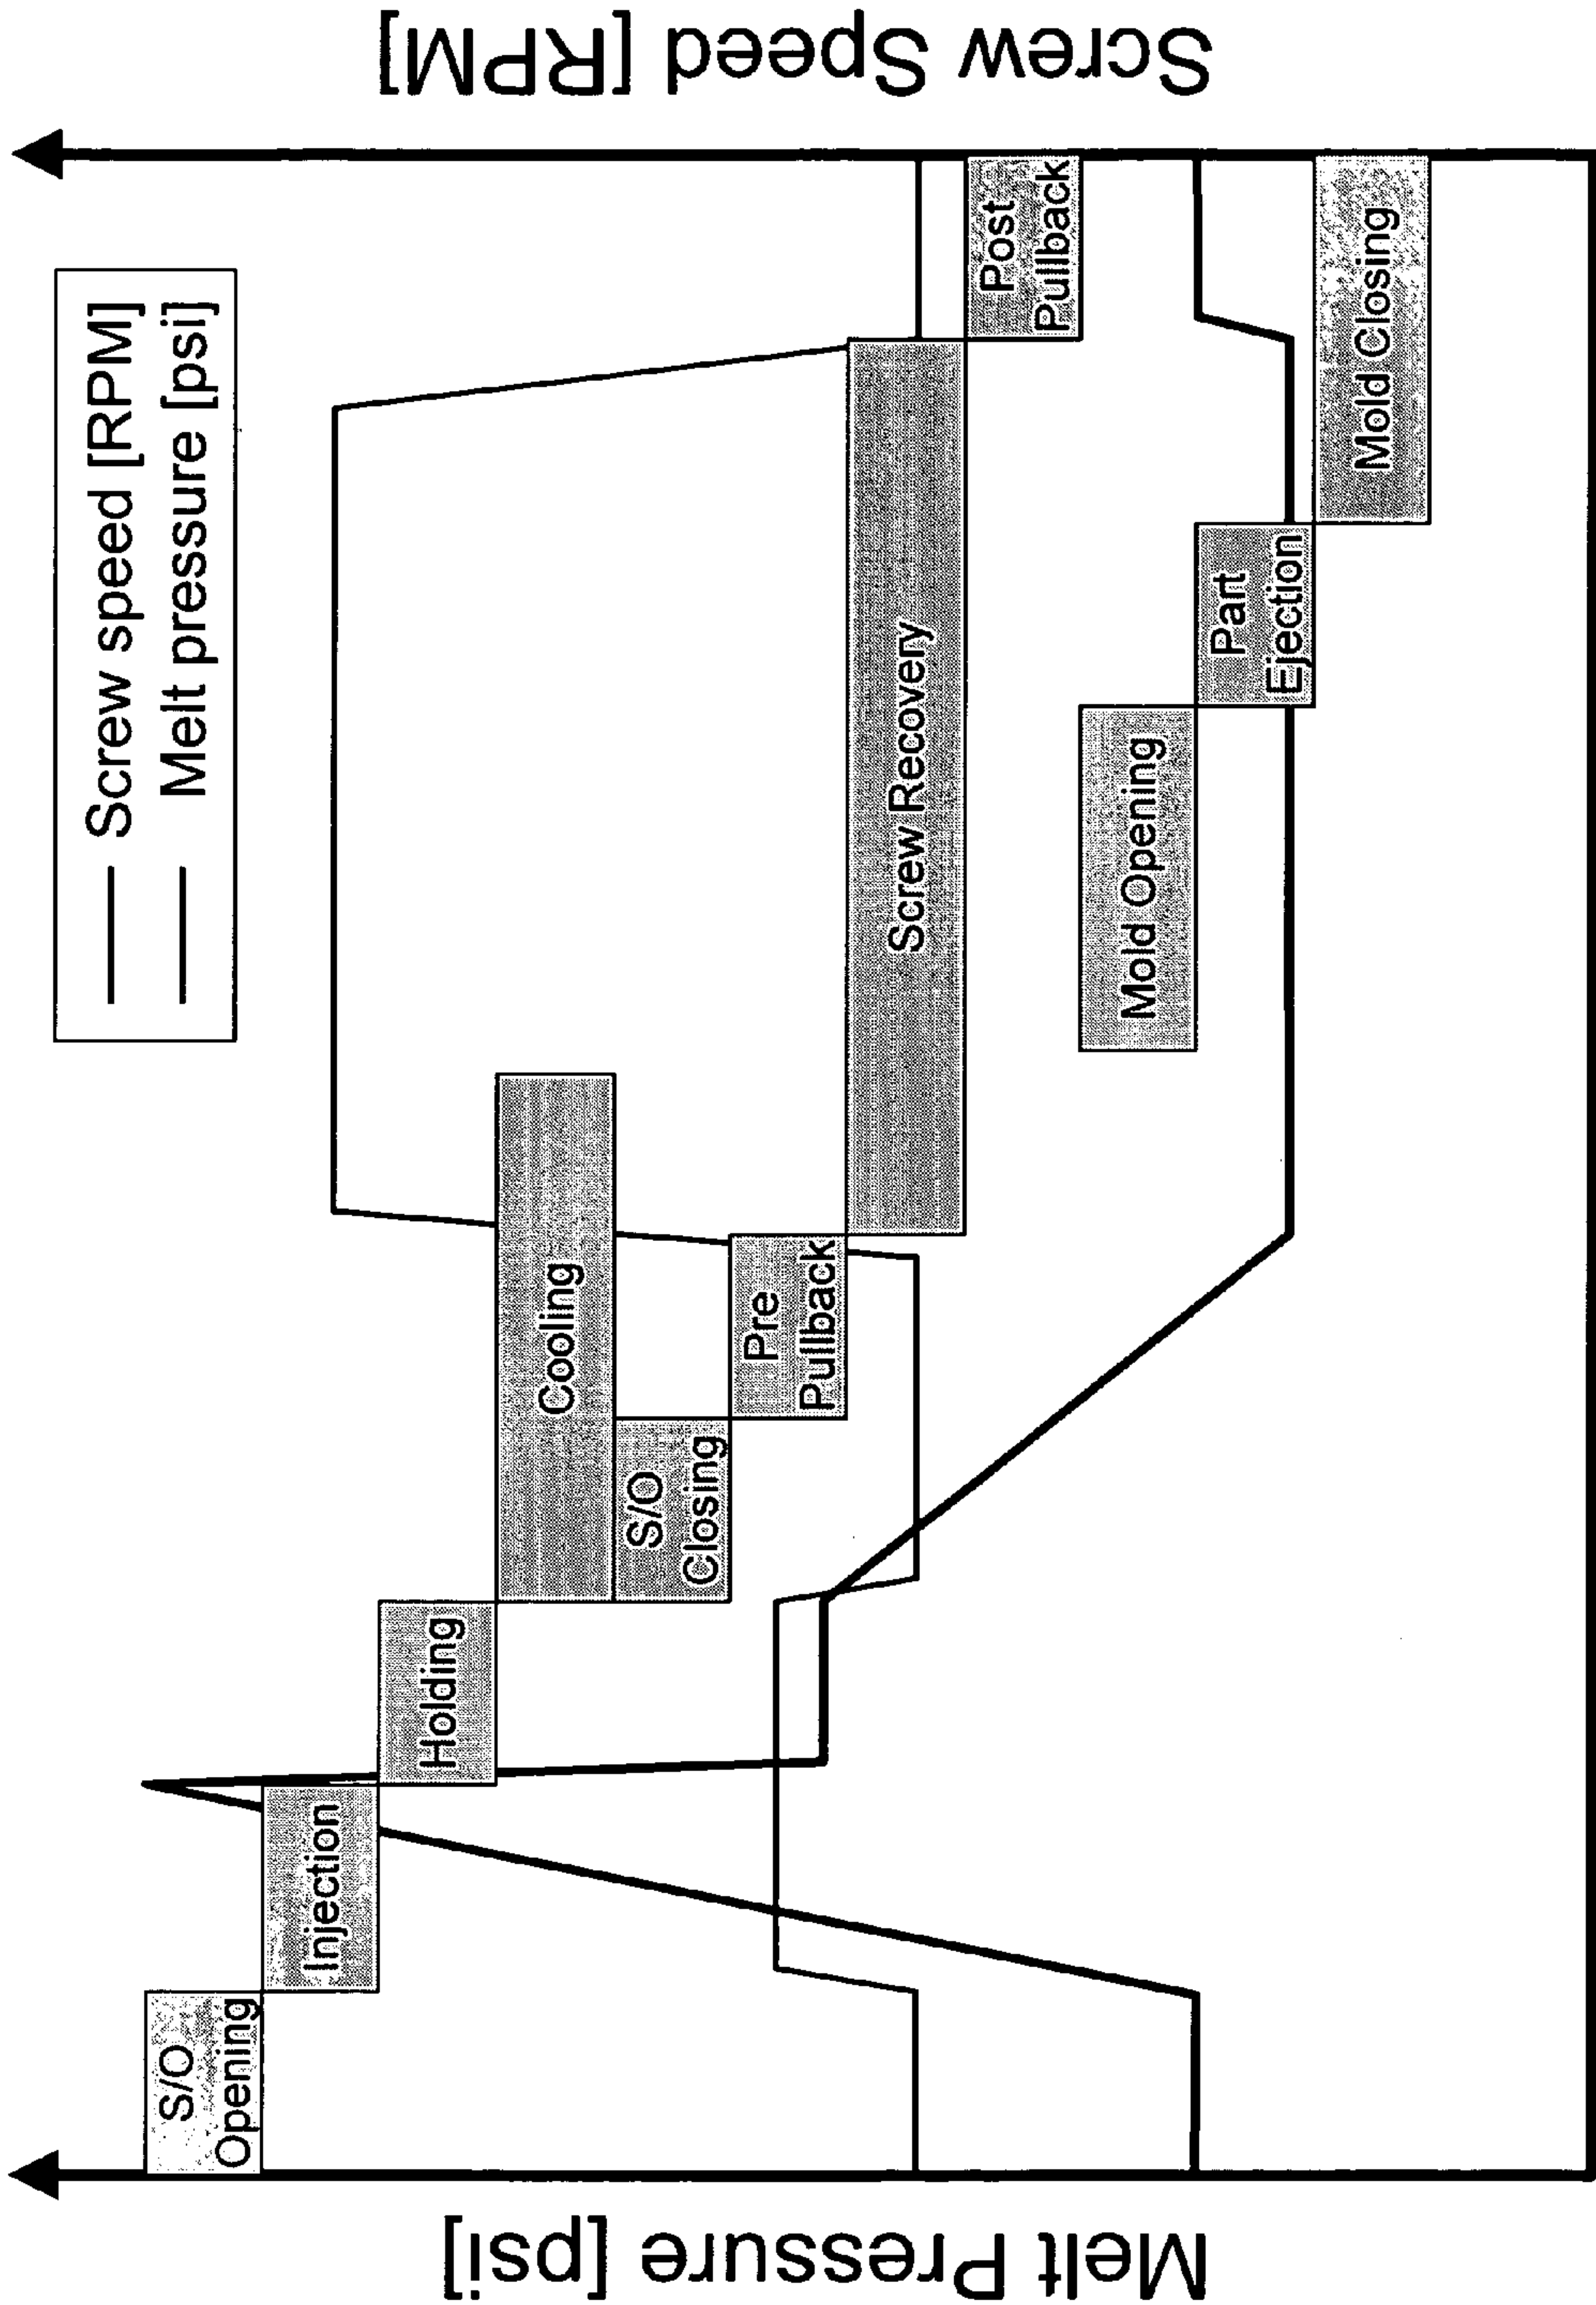 Screw speed [RPM]
Melt pressure [psi]
Melt Pressure [psi]
Screw Speed [RPM]
S/O
Opening
Injection
Holding
Cooling
S/O
Closing
Pre
Pullback
Screw Recovery
Post
Pullback
Mold Opening
Part
Ejection
Mold Closing